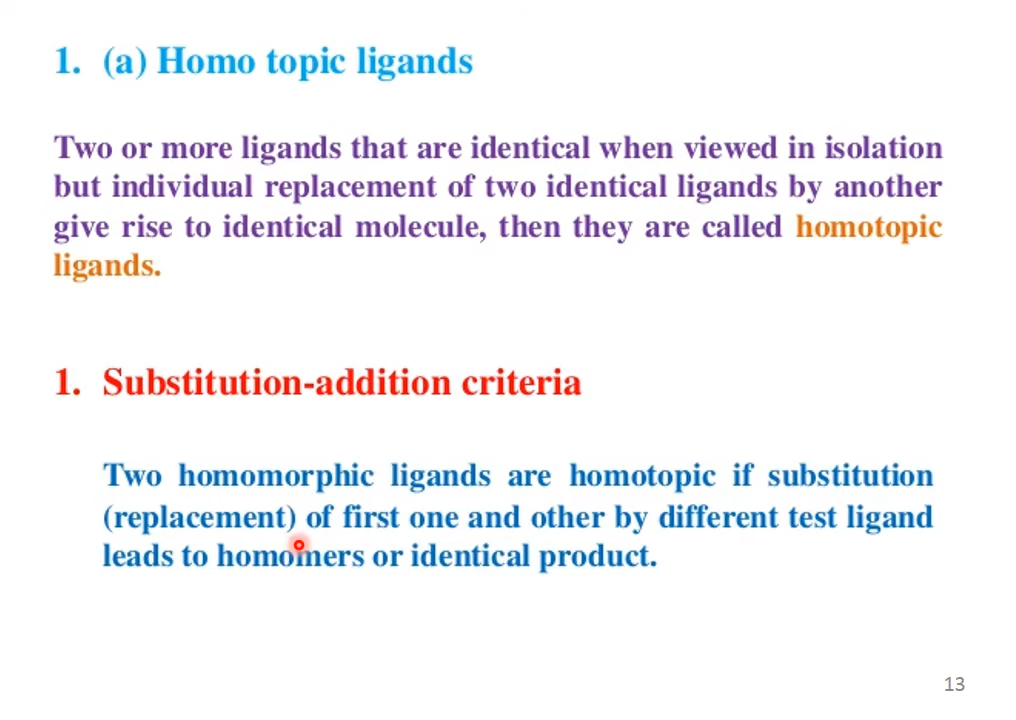 1. (a) Homo topic ligands
Two or more ligands that are identical when viewed in isolation
but individual replacement of two identical ligands by another
give rise to identical molecule, then they are called homotopic
ligands.
1. Substitution-addition criteria
Two homomorphic ligands are homotopic if substitution
(replacement) of first one and other by different test ligand
leads to homomers or identical product.
13